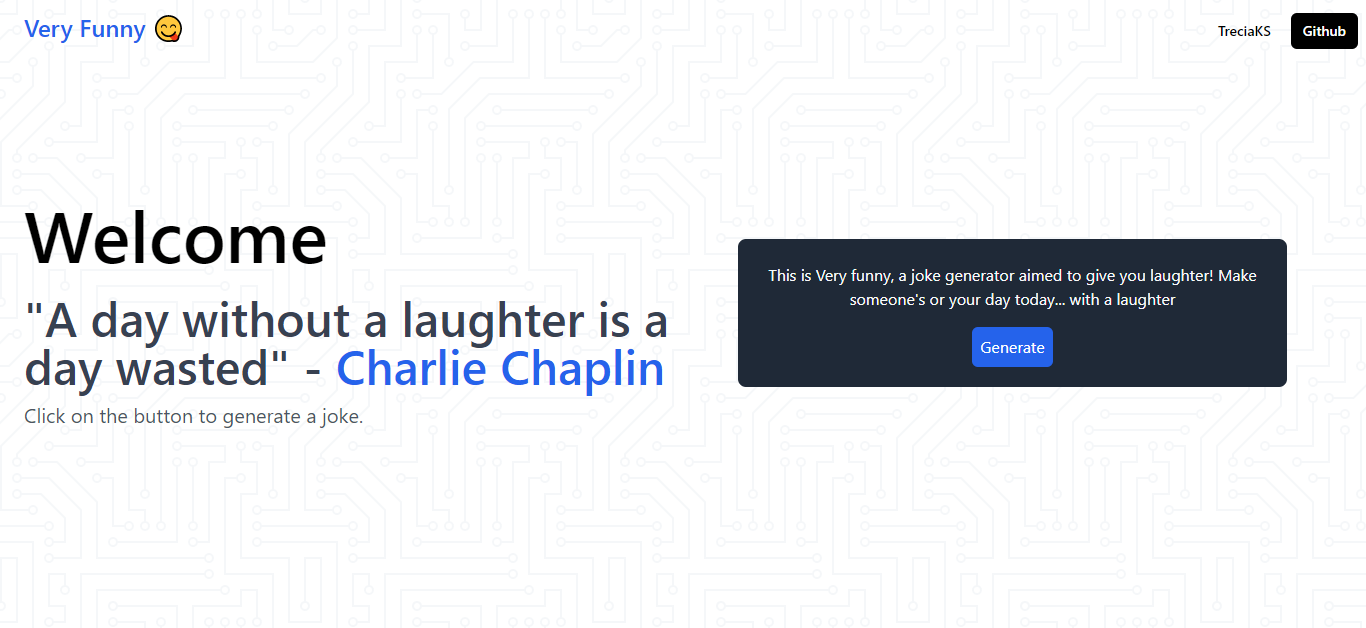 Very Funny 😋
TreciaKS
Github
Welcome
"A day without a laughter is a
day wasted" - Charlie Chaplin
Click on the button to generate a joke.
This is Very funny, a joke generator aimed to give you laughter! Make
someone's or your day today... with a laughter
Generate